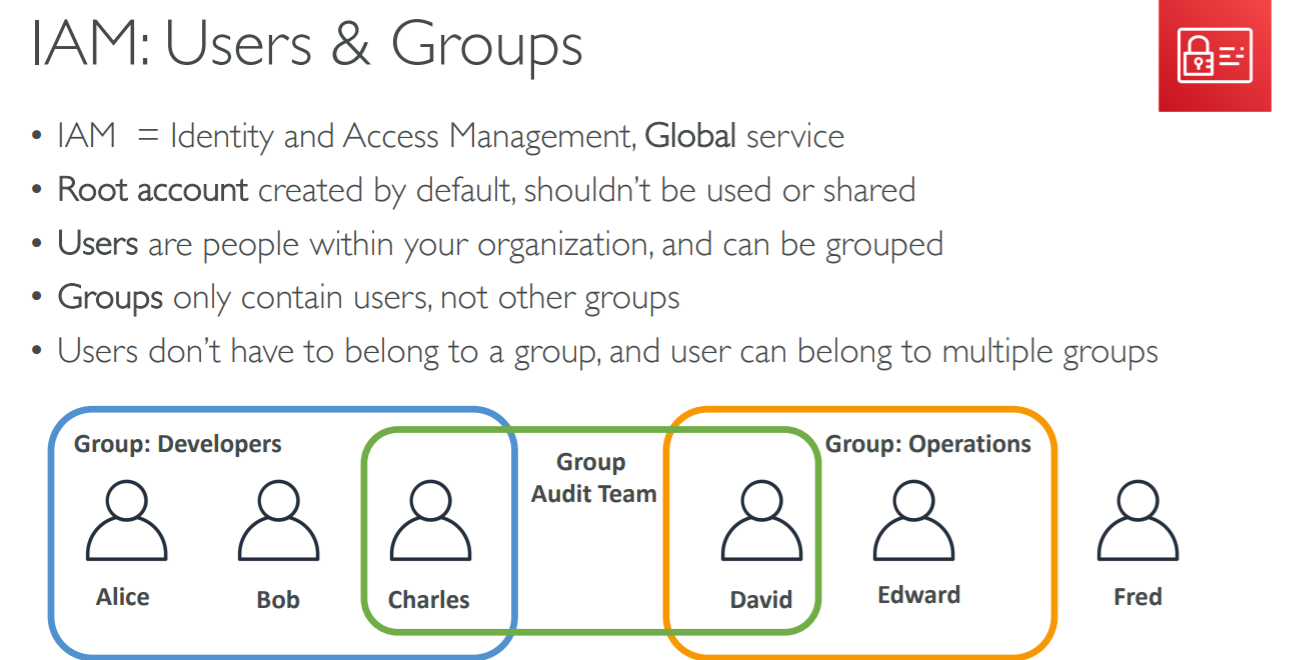 IAM: Users & Groups
• IAM = Identity and Access Management, Global service
• Root account created by default, shouldn’t be used or shared
• Users are people within your organization, and can be grouped
• Groups only contain users, not other groups
• Users don’t have to belong to a group, and user can belong to multiple groups
Group: Developers
Group
Audit Team
Group: Operations
Alice
Bob
Charles
David
Edward
Fred